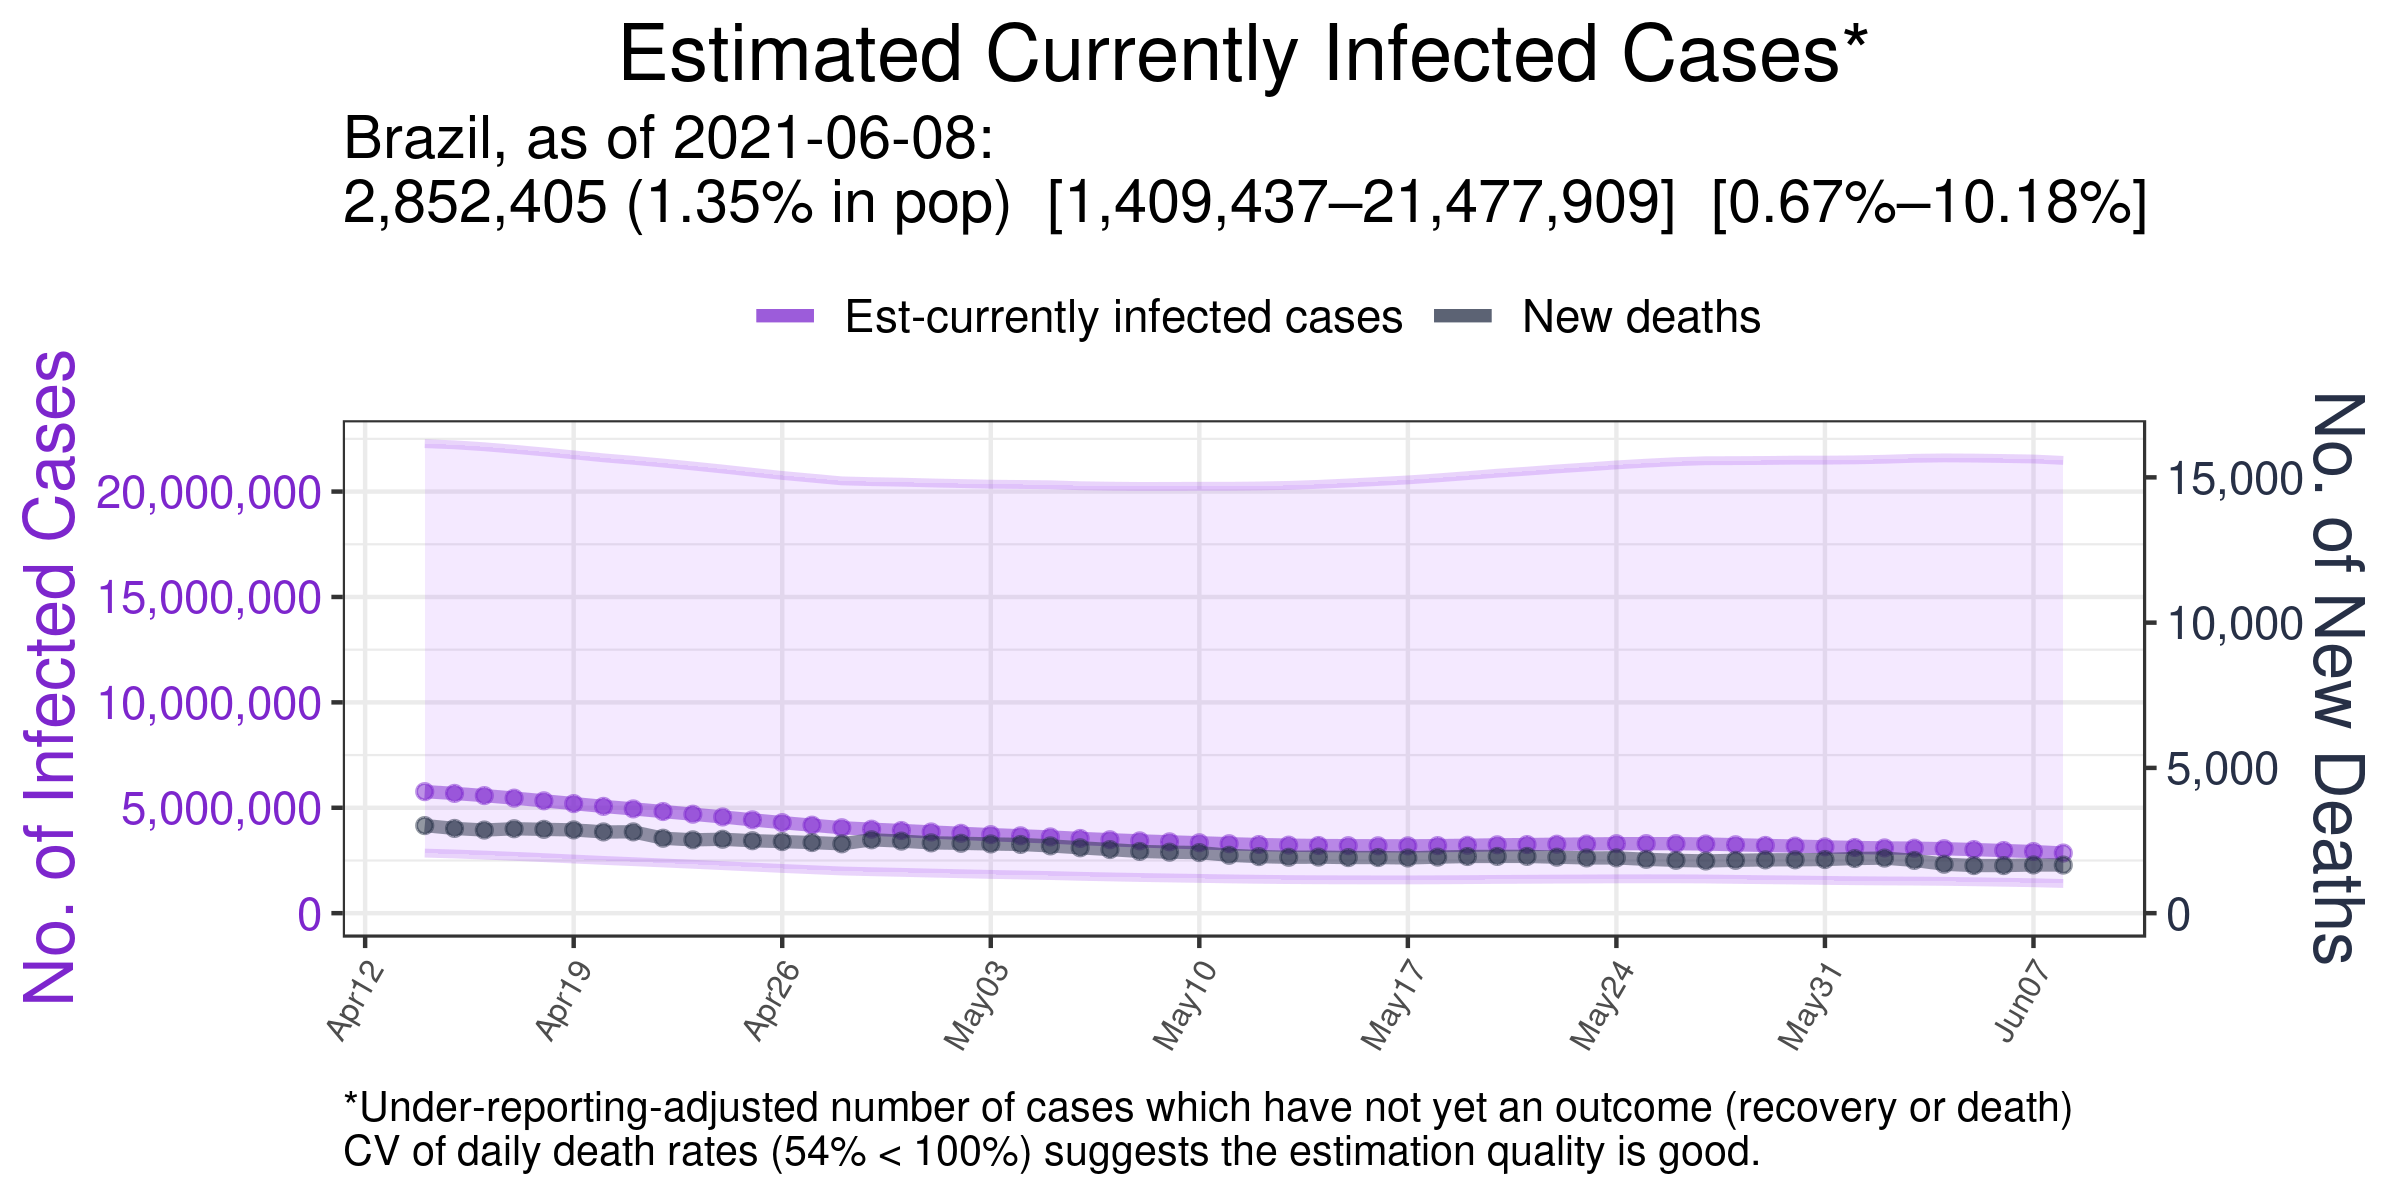 Estimated Currently Infected Cases*
Brazil, as of 2021-06-08:
2,852,405 (1.35% in pop)  [1,409,437–21,477,909]  [0.67%–10.18%]
Est-currently infected cases
New deaths
No. of Infected Cases
20,000,000
15,000,000
10,000,000
5,000,000
0
15,000
10,000
5,000
0
No. of New Deaths
Apr12
Apr19
Apr26
May03
May10
May17
May24
May31
Jun07
*Under-reporting-adjusted number of cases which have not yet an outcome (recovery or death)
CV of daily death rates (54% < 100%) suggests the estimation quality is good.